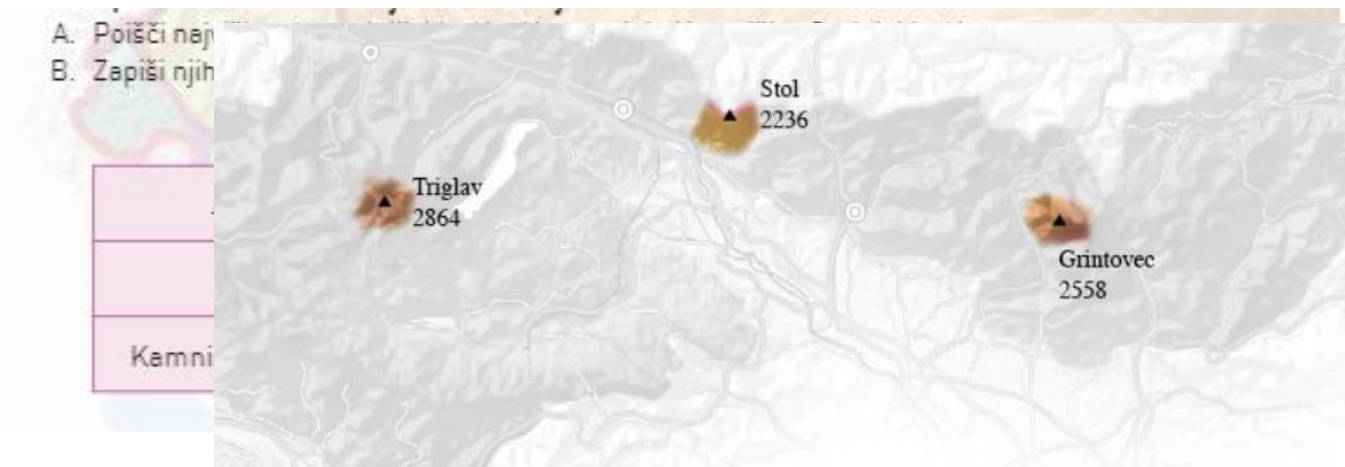 A. Poišči naj
B. Zapiši njih
Stol
2236
Triglav
2864
Grintovec
2558
Kamni